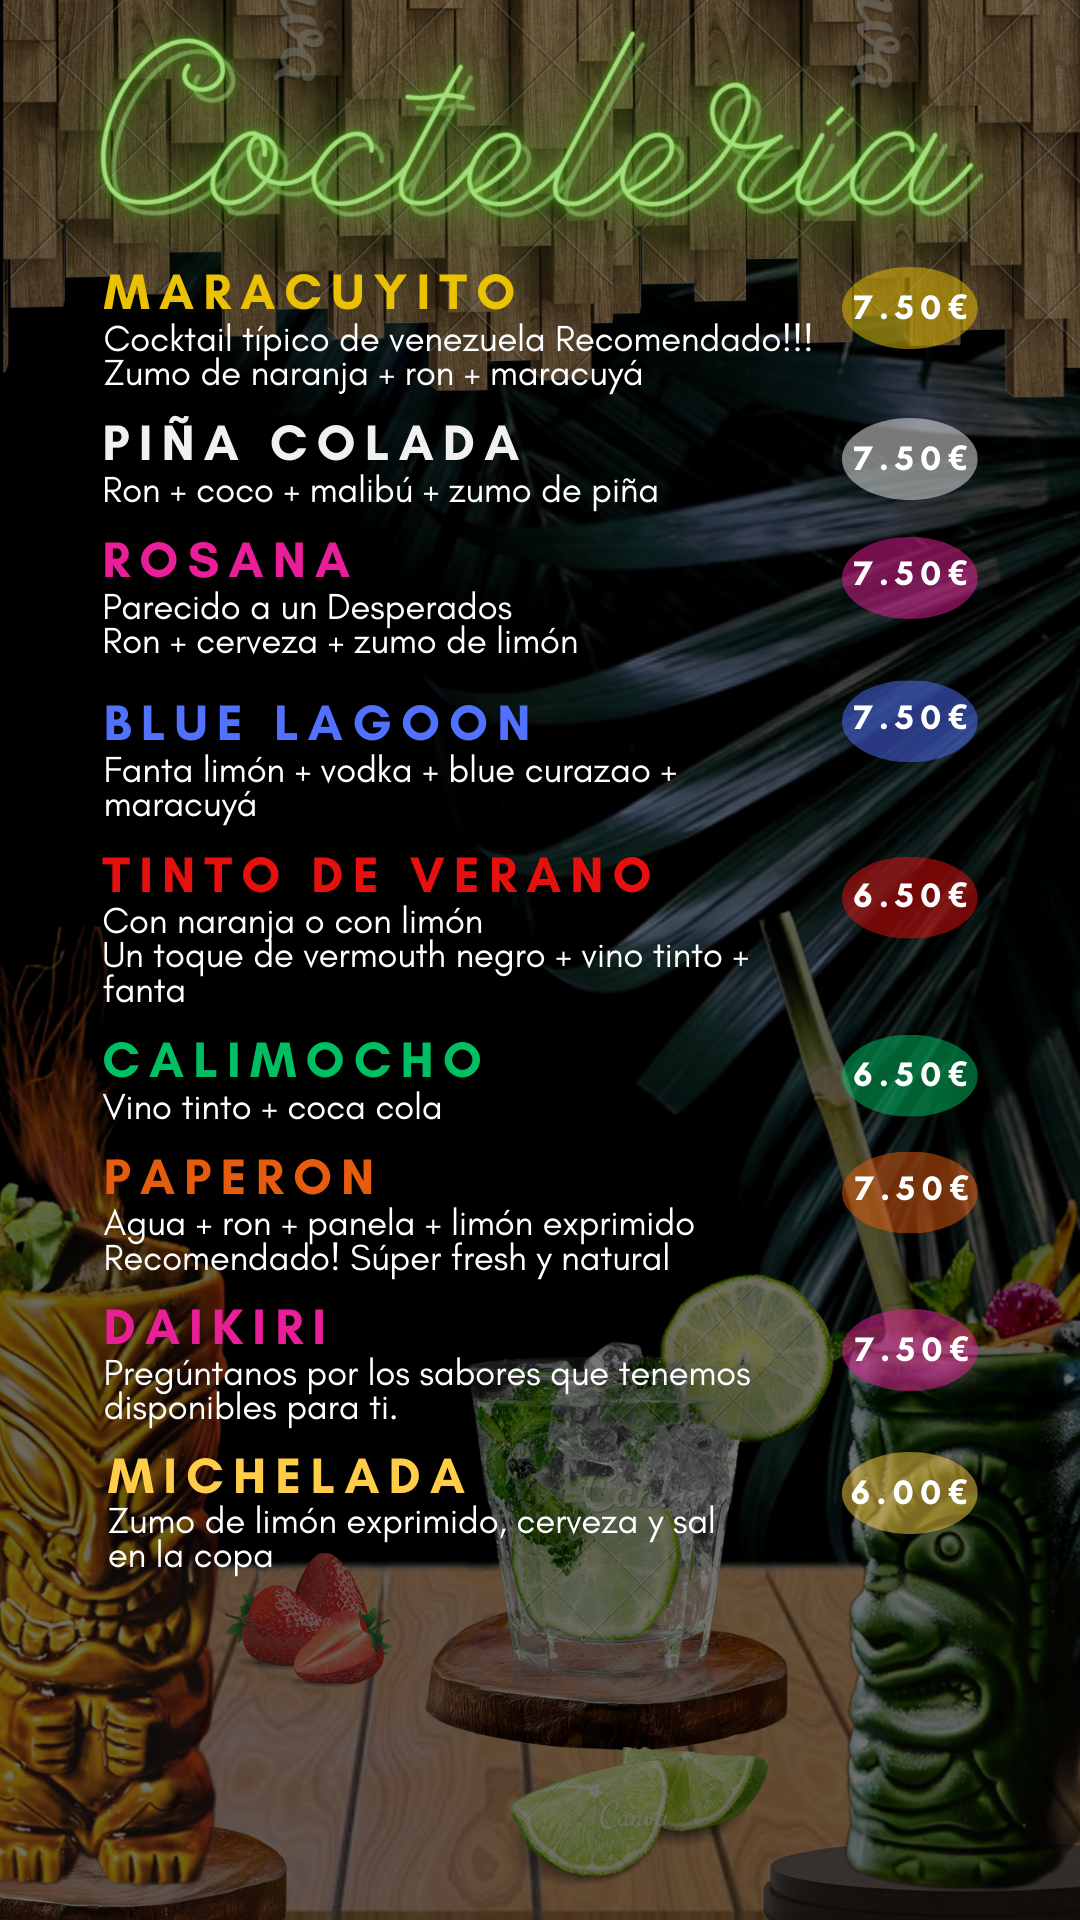 Coctelería
MARACUYITO
7.50€
Cocktail típico de venezuela Recomendado!!!
Zumo de naranja + ron + maracuyá
PIÑA COLADA
7.50€
Ron + coco + malibú + zumo de piña
ROSANA
7.50€
Parecido a un Desperados
Ron + cerveza + zumo de limón
BLUE LAGOON
7.50€
Fanta limón + vodka + blue curazao +
maracuyá
TINTO DE VERANO
6.50€
Con naranja o con limón
Un toque de vermouth negro + vino tinto +
fanta
CALIMOCHO
6.50€
Vino tinto + coca cola
PAPERON
7.50€
Agua + ron + panela + limón exprimido
Recomendado! Súper fresh y natural
DAIKIRI
7.50€
Pregúntanos por los sabores que tenemos
disponibles para ti.
MICHELADA
6.00€
Zumo de limón exprimido, cerveza y sal
en la copa
Canva